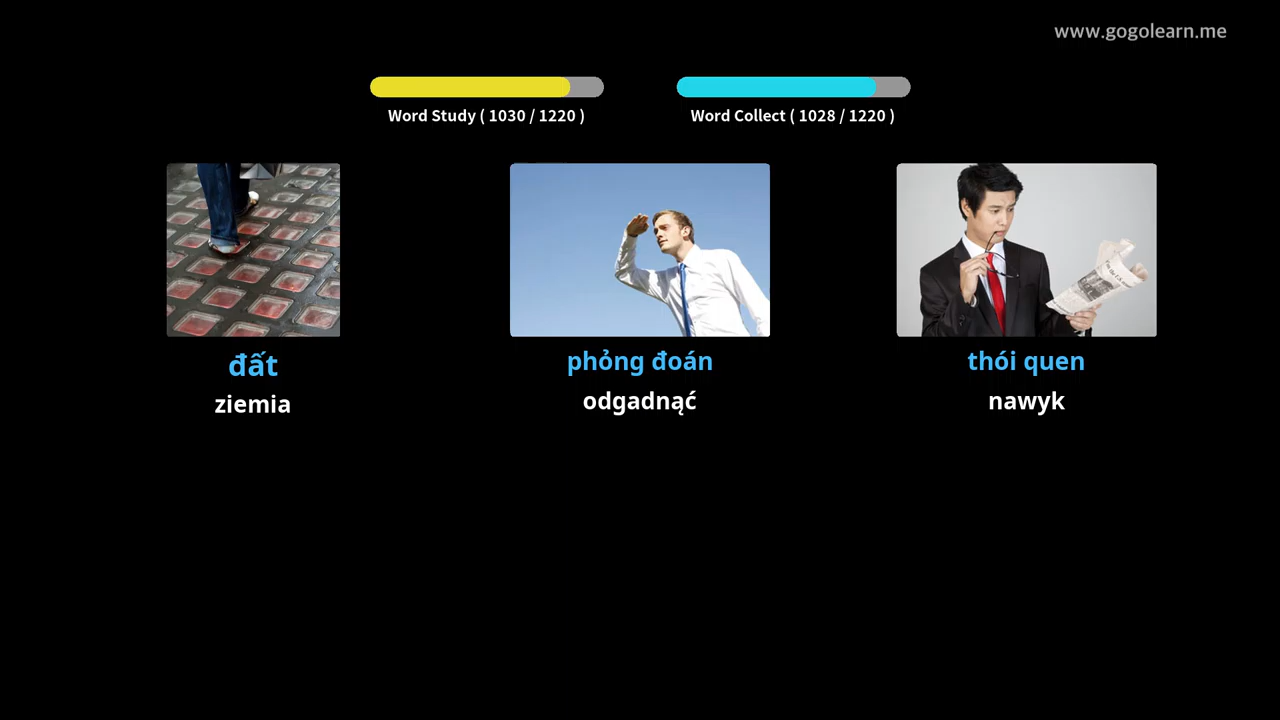 www.gogolearn.me
Word Study ( 1030 / 1220 )
Word Collect ( 1028 / 1220 )
đất
phỏng đoán
thói quen
ziemia
odgadnąć
nawyk